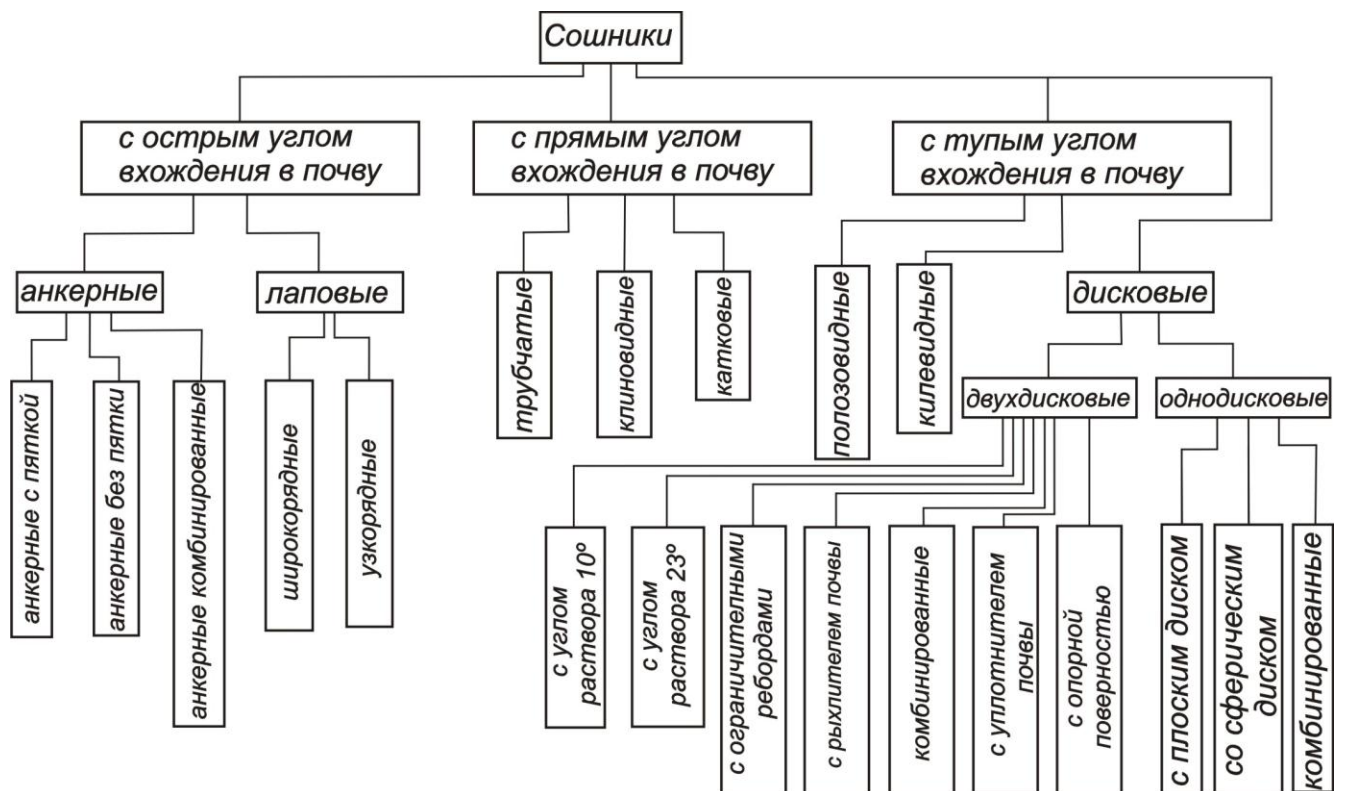 Сошники
с острым углом
вхождения в почву
с прямым углом
вхождения в почву
с тупым углом
вхождения в почву
анкерные
лаповые
трубчатые
клиновидные
катковые
полозовидные
килевидные
дисковые
двухдисковые
однодисковые
анкерные с пяткой
анкерные без пятки
анкерные комбинированные
широкорядные
узкорядные
с углом
раствора 10º
с углом
раствора 23º
с ограничительными
ребордами
с рыхлителем почвы
комбинированные
с уплотнителем
почвы
с опорной
поверностью
с плоским диском
со сферическим
диском
комбинированные